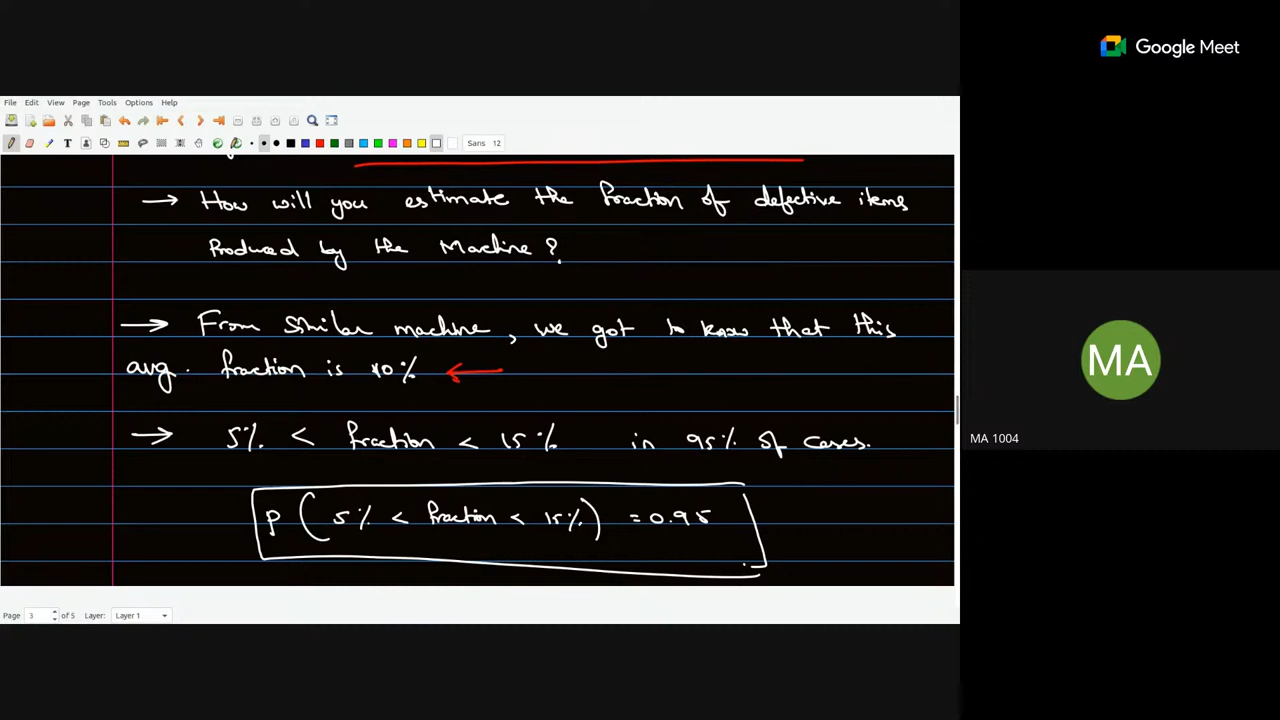 Google Meet
File Edit View Page Tools Options Help
Sans 12
→ How will you estimate the fraction of defective items
Produced by the Machine?
→ From similar machine, we got to know that this
avg. fraction is 10% ←
→ 5% < fraction < 15% in 95% of cases.
P ( 5% < fraction < 15% ) = 0.95
MA
MA 1004
Page 3 of 5 Layer: Layer 1